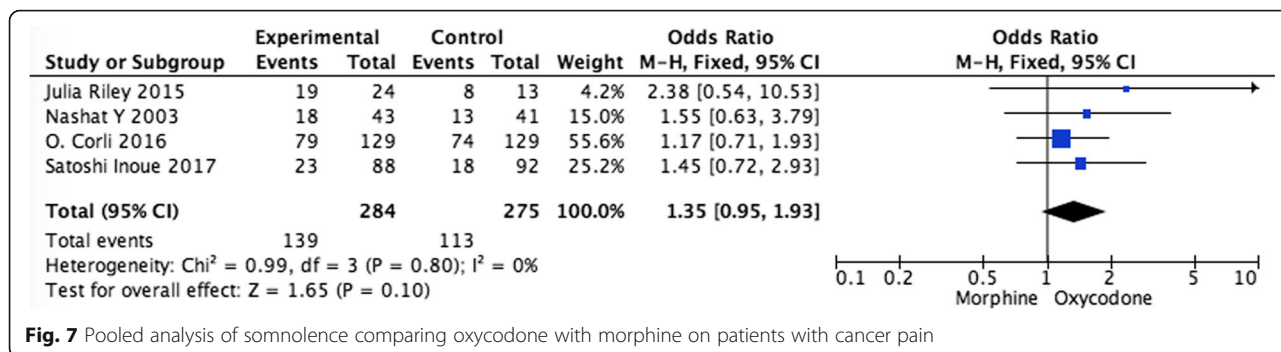 Experimental Control Odds Ratio Odds Ratio
Study or Subgroup Events Total Events Total Weight M-H, Fixed, 95% CI M-H, Fixed, 95% CI
Julia Riley 2015 19 24 8 13 4.2% 2.38 [0.54, 10.53]
Nashat Y 2003 18 43 13 41 15.0% 1.55 [0.63, 3.79]
O. Corli 2016 79 129 74 129 55.6% 1.17 [0.71, 1.93]
Satoshi Inoue 2017 23 88 18 92 25.2% 1.45 [0.72, 2.93]
Total (95% CI) 284 275 100.0% 1.35 [0.95, 1.93]
Total events 139 113
Heterogeneity: Chi² = 0.99, df = 3 (P = 0.80); I² = 0%
Test for overall effect: Z = 1.65 (P = 0.10)
0.1 0.2 0.5 1 2 5 10
Morphine Oxycodone
Fig. 7 Pooled analysis of somnolence comparing oxycodone with morphine on patients with cancer pain